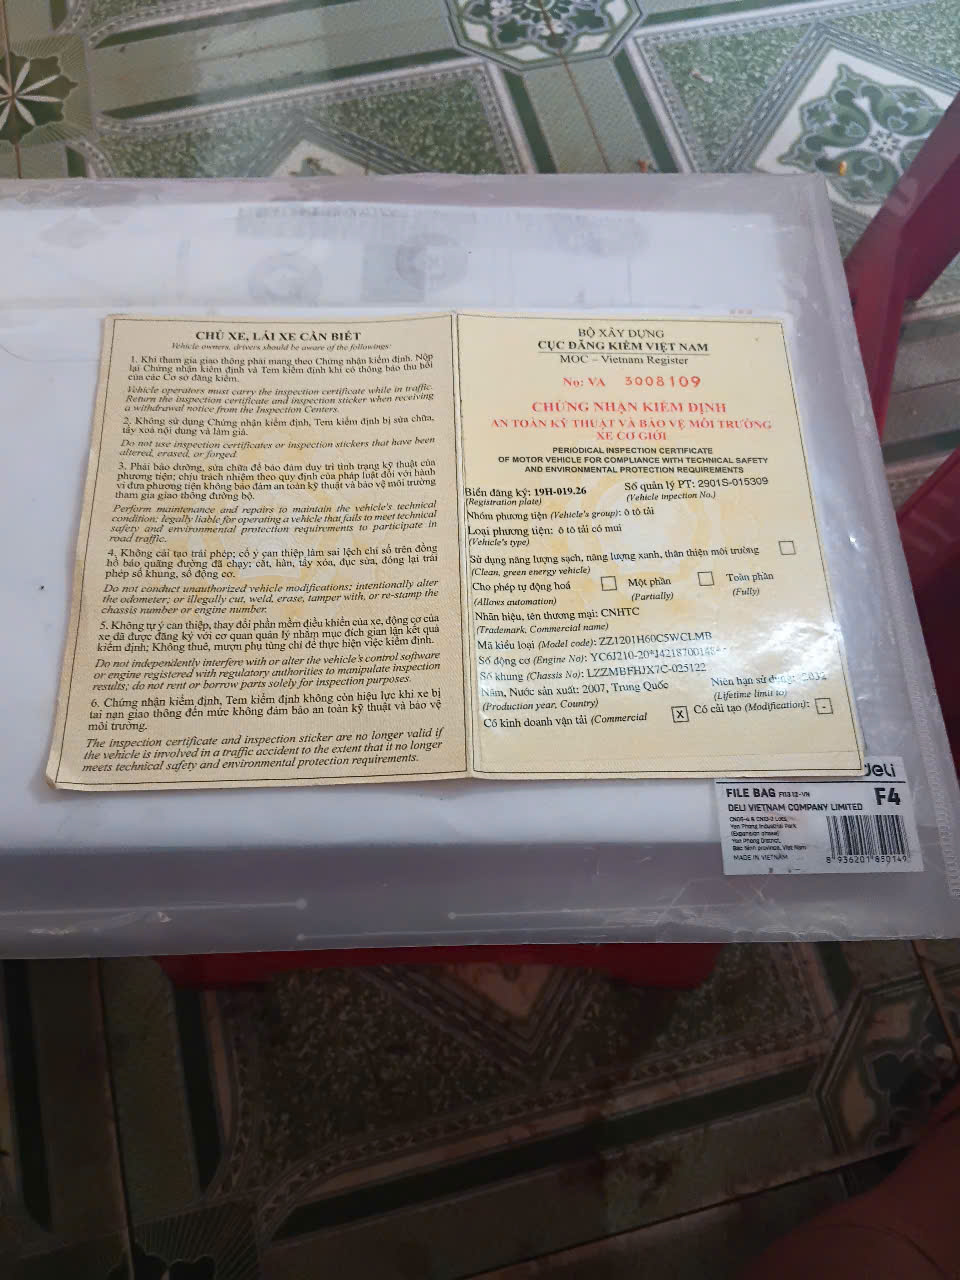 CHỦ XE, LÁI XE CẦN BIẾT
Vehicle owners, drivers should be aware of the followings:
1. Khi tham gia giao thông phải mang theo Chứng nhận kiểm định. Nộp
lại Chứng nhận kiểm định và Tem kiểm định khi có thông báo thu hồi
của các Cơ sở đăng kiểm.
Vehicle operators must carry the inspection certificate while in traffic.
Return the inspection certificate and inspection sticker when receiving
a withdrawal notice from the Inspection Centers.
2. Không sử dụng Chứng nhận kiểm định, Tem kiểm định bị sửa chữa,
tẩy xoá nội dung và làm giả.
Do not use inspection certificates or inspection stickers that have been
altered, erased, or forged.
3. Phải bảo dưỡng, sửa chữa để bảo đảm duy trì tình trạng kỹ thuật của
phương tiện; chịu trách nhiệm theo quy định của pháp luật đối với hành
vi đưa phương tiện không bảo đảm an toàn kỹ thuật và bảo vệ môi trường
tham gia giao thông đường bộ.
Perform maintenance and repairs to maintain the vehicle's technical
condition; legally liable for operating a vehicle that fails to meet technical
safety and environmental protection requirements to participate in
road traffic.
4. Không cải tạo trái phép; cố ý can thiệp làm sai lệch chỉ số trên đồng
hồ báo quãng đường đã chạy; cắt, hàn, tẩy xóa, đục sửa, đóng lại trái
phép số khung, số động cơ.
Do not conduct unauthorized vehicle modifications; intentionally alter
the odometer; or illegally cut, weld, erase, tamper with, or re-stamp the
chassis number or engine number.
5. Không tự ý can thiệp, thay đổi phần mềm điều khiển của xe, động cơ của
xe đã được đăng ký với cơ quan quản lý nhằm mục đích gian lận kết quả
kiểm định; Không thuê, mượn phụ tùng chỉ để thực hiện việc kiểm định.
Do not independently interfere with or alter the vehicle's control software
or engine registered with regulatory authorities to manipulate inspection
results; do not rent or borrow parts solely for inspection purposes.
6. Chứng nhận kiểm định, Tem kiểm định không còn hiệu lực khi xe bị
tai nạn giao thông đến mức không đảm bảo an toàn kỹ thuật và bảo vệ
môi trường.
The inspection certificate and inspection sticker are no longer valid if
the vehicle is involved in a traffic accident to the extent that it no longer
meets technical safety and environmental protection requirements.
BỘ XÂY DỰNG
CỤC ĐĂNG KIỂM VIỆT NAM
MOC – Vietnam Register
No: VA 3008109
CHỨNG NHẬN KIỂM ĐỊNH
AN TOÀN KỸ THUẬT VÀ BẢO VỆ MÔI TRƯỜNG
XE CƠ GIỚI
PERIODICAL INSPECTION CERTIFICATE
OF MOTOR VEHICLE FOR COMPLIANCE WITH TECHNICAL SAFETY
AND ENVIRONMENTAL PROTECTION REQUIREMENTS
Biển đăng ký: 19H-019.26 Số quản lý PT: 2901S-015309
(Registration plate) (Vehicle inpection No.)
Nhóm phương tiện (Vehicle's group): ô tô tải
Loại phương tiện: ô tô tải có mui
(Vehicle's type)
Sử dụng năng lượng sạch, năng lượng xanh, thân thiện môi trường
(Clean, green energy vehicle)
Cho phép tự động hoá Một phần Toàn phần
(Allows automation) (Partially) (Fully)
Nhãn hiệu, tên thương mại: CNHTC
(Trademark, Commercial name)
Mã kiểu loại (Model code): ZZ1201H60C5WCLMB
Số động cơ (Engine No):
Số khung (Chassis No): LZZMBFHJX7C-025122
Năm, Nước sản xuất: 2007, Trung Quốc Niên hạn sử dụng:
(Production year, Country) (Lifetime limit to)
Có kinh doanh vận tải (Commercial X Có cải tạo (Modification): -
deli
FILE BAG F11312-VN F4
DELI VIETNAM COMPANY LIMITED
Yen Phong Industrial Park
(Expansion phase)
Yen Phong District,
Bac Ninh province, Viet Nam
MADE IN VIETNAM
8 936201 850149